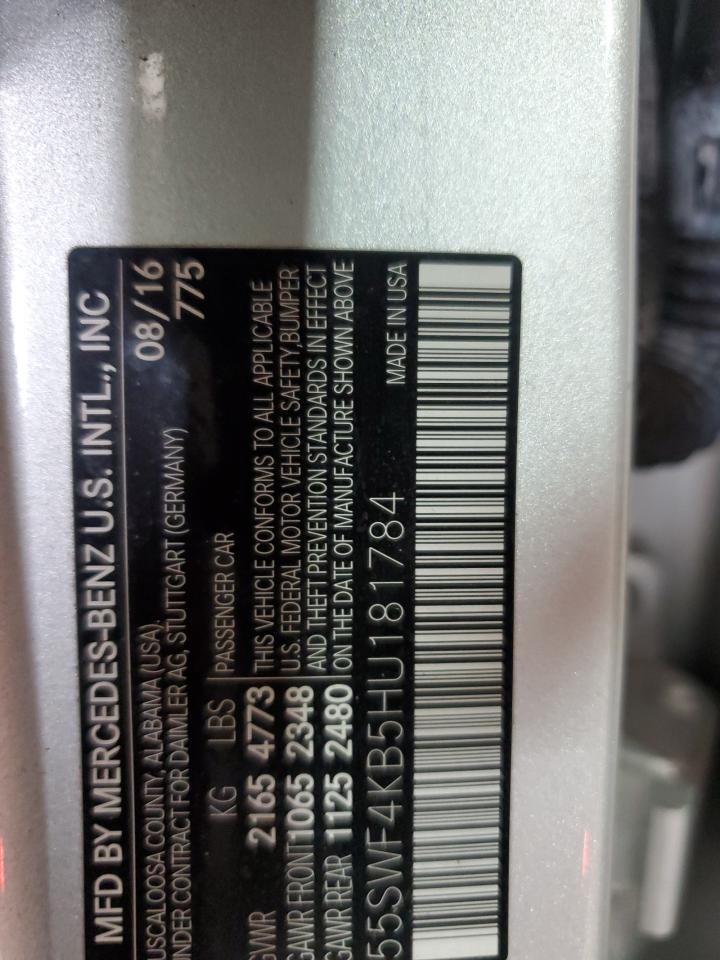 MFD BY MERCEDES-BENZ U.S. INTL., INC
USCALOOSA COUNTY, ALABAMA (USA), 08/16
NDER CONTRACT FOR DAIMLER AG, STUTTGART (GERMANY) 775
KG LBS PASSENGER CAR
GVWR 2165 4773 THIS VEHICLE CONFORMS TO ALL APPLICABLE
GAWR FRONT 1065 2348 U.S. FEDERAL MOTOR VEHICLE SAFETY,BUMPER,
GAWR REAR 1125 2480 AND THEFT PREVENTION STANDARDS IN EFFECT
ON THE DATE OF MANUFACTURE SHOWN ABOVE
55SWF4KB5HU181784 MADE IN USA